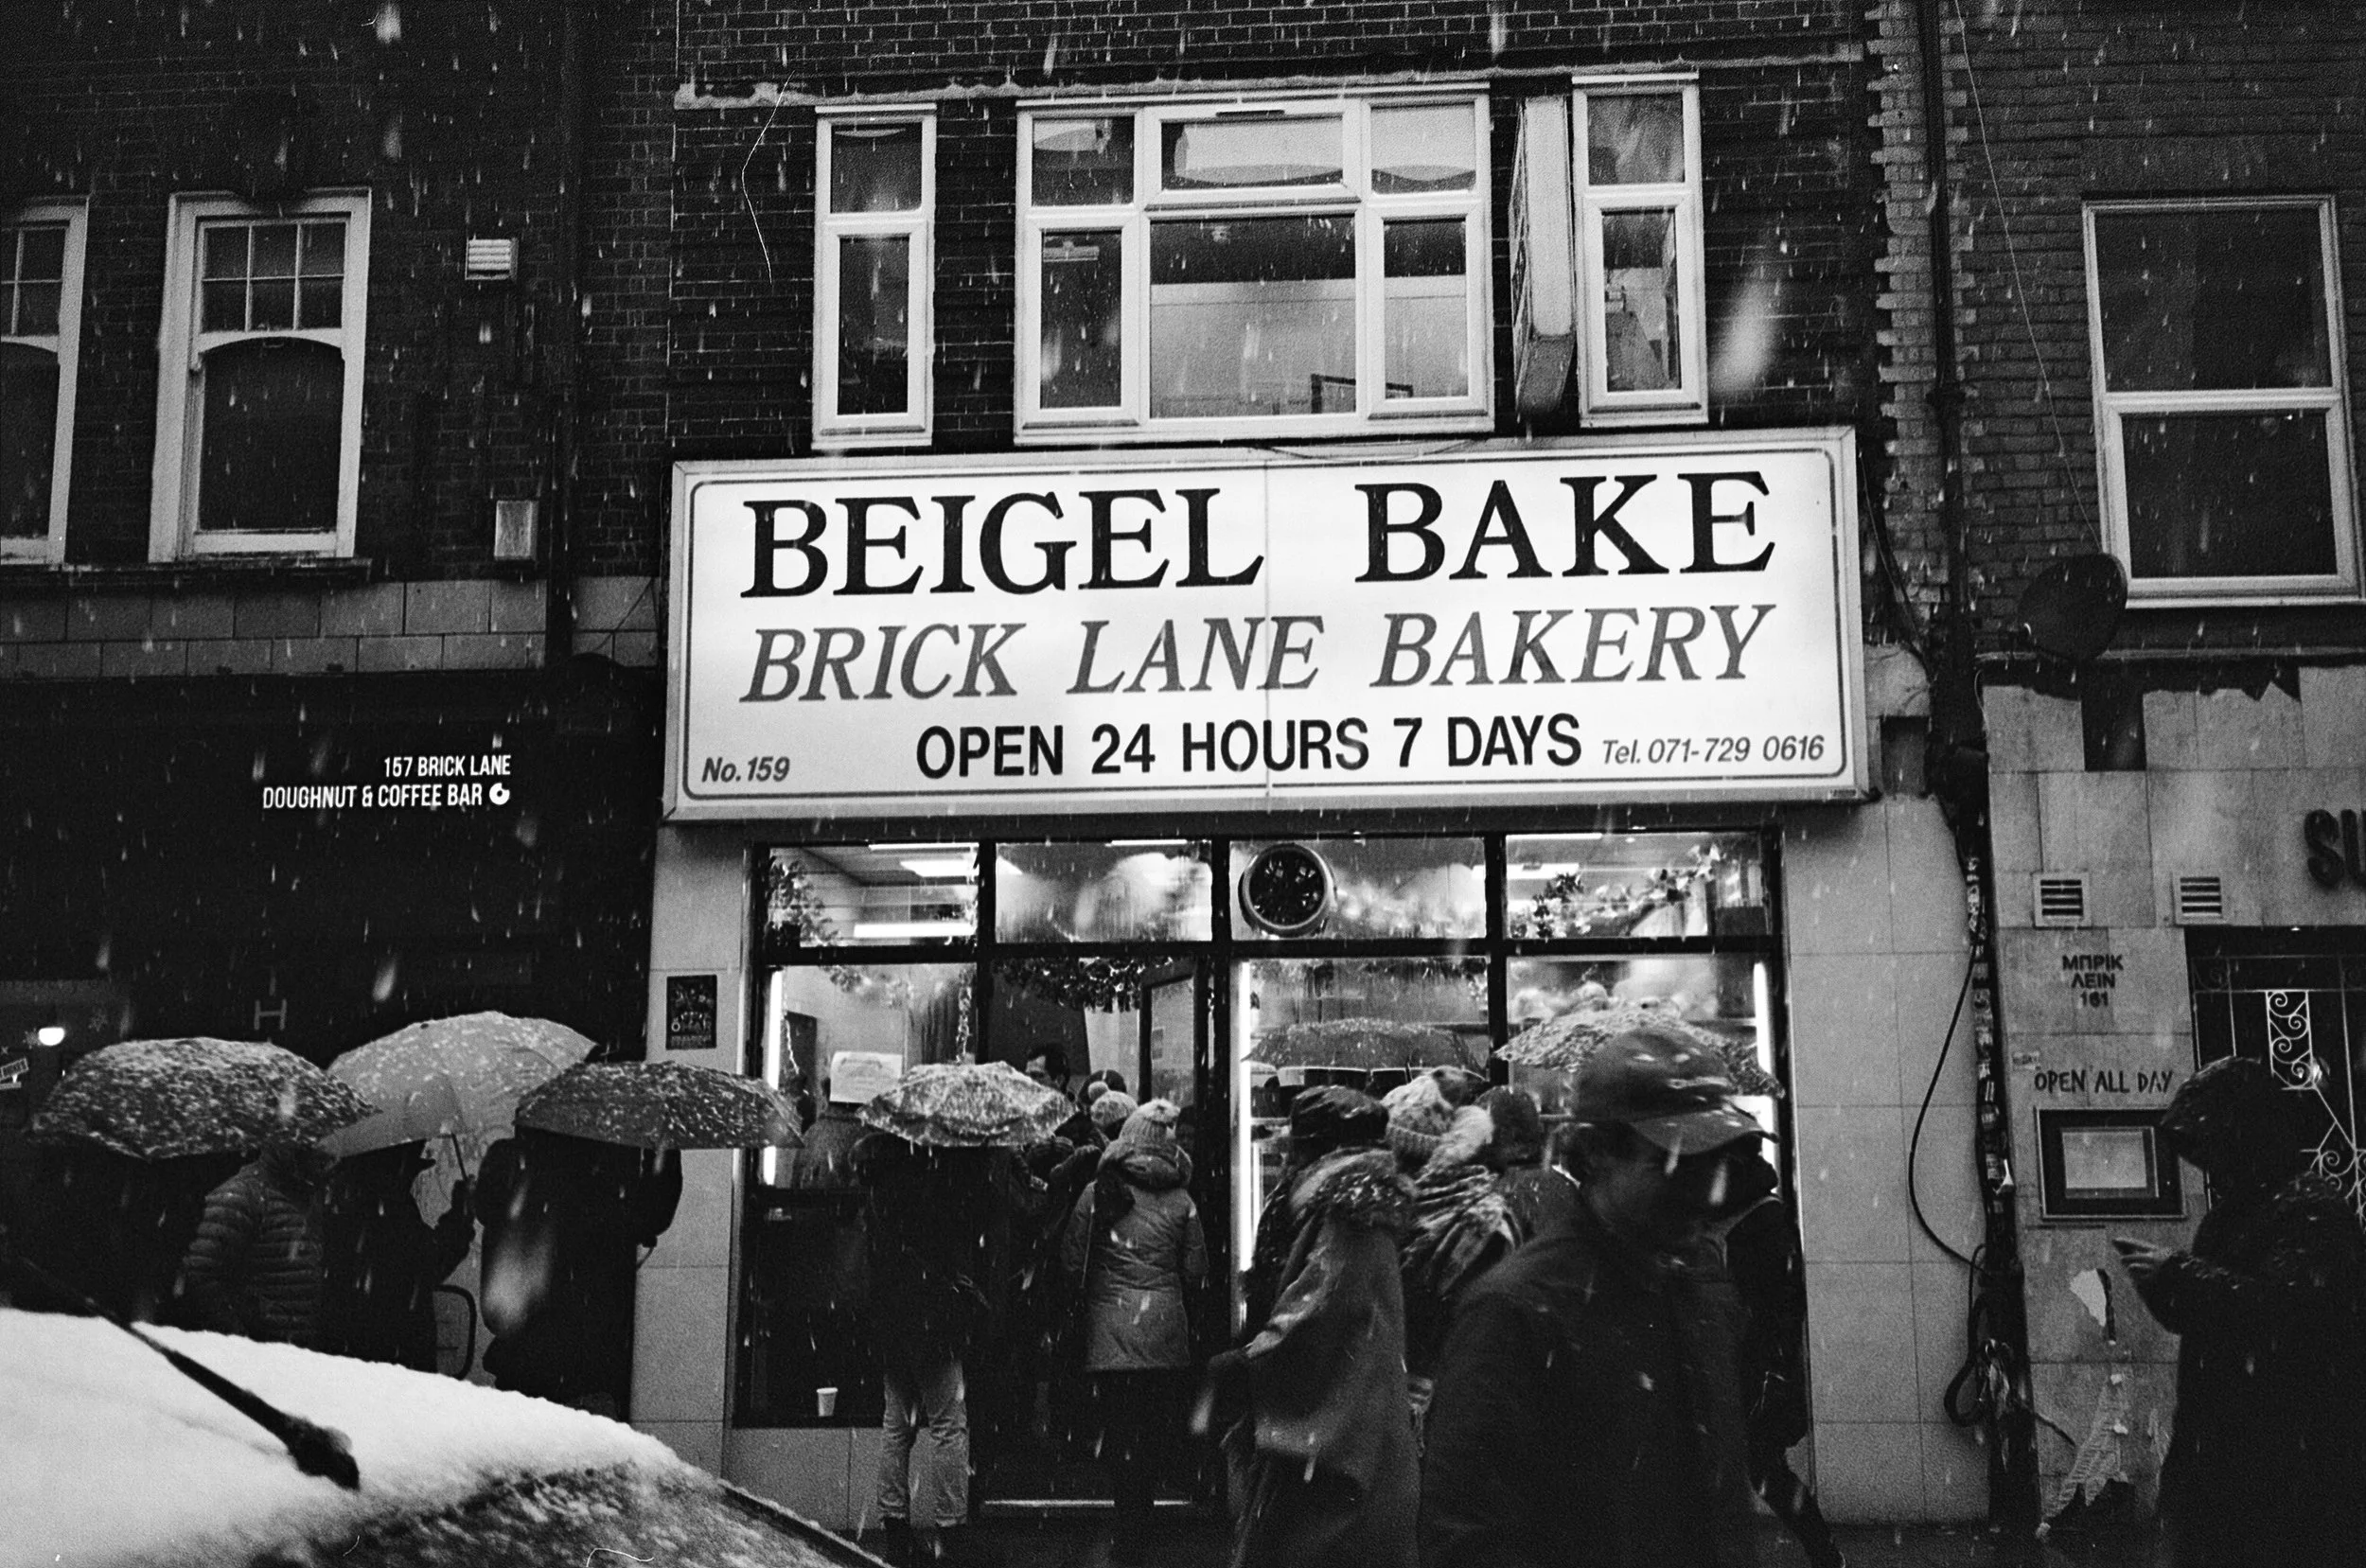 BEIGEL BAKE
BRICK LANE BAKERY
No.159 OPEN 24 HOURS 7 DAYS Tel. 071-729 0616
157 BRICK LANE
DOUGHNUT & COFFEE BAR
ΜΠΡΙΚ
ΛΕΙΝ
161
OPEN ALL DAY